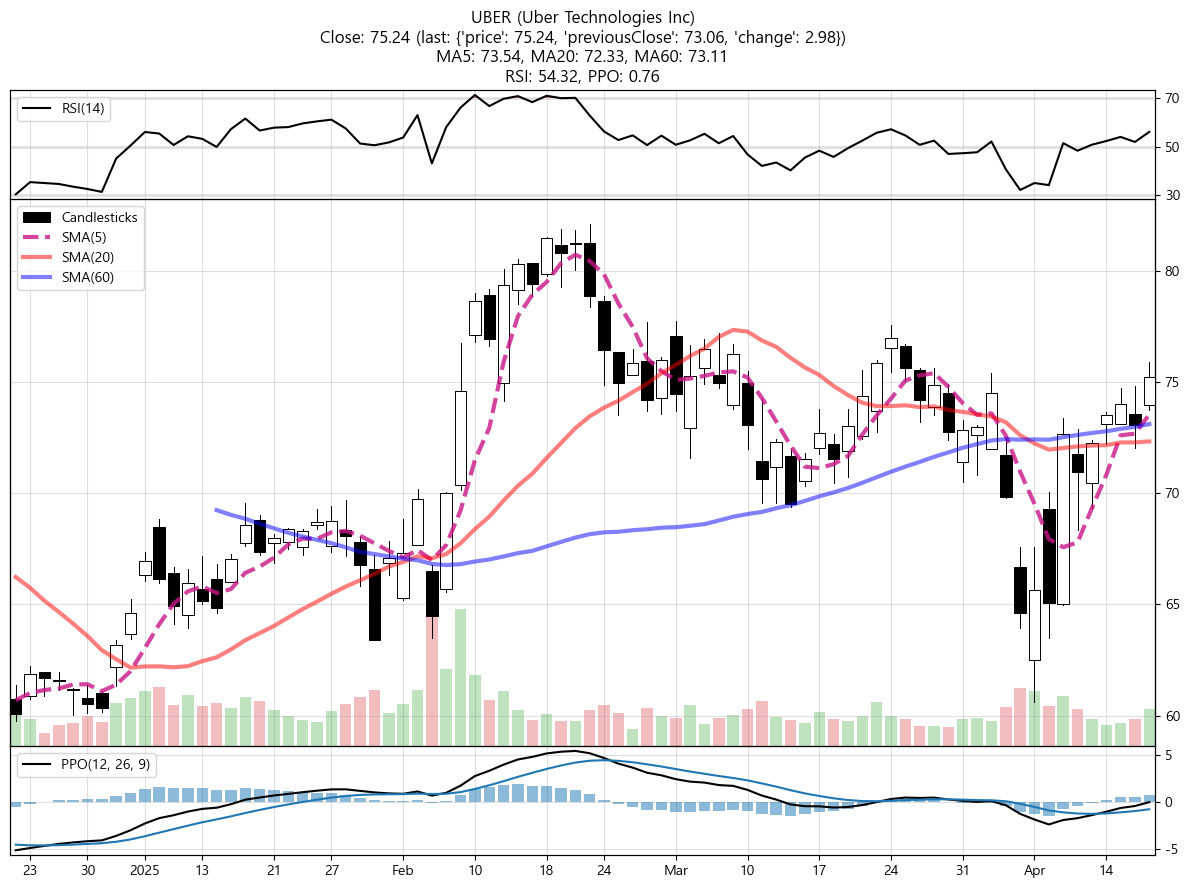 UBER (Uber Technologies Inc)
Close: 75.24 (last: {'price': 75.24, 'previousClose': 73.06, 'change': 2.98})
MA5: 73.54, MA20: 72.33, MA60: 73.11
RSI: 54.32, PPO: 0.76
RSI(14)
70
50
30
Candlesticks
SMA(5)
SMA(20)
SMA(60)
80
75
70
65
60
PPO(12, 26, 9)
5
0
-5
23 30 2025 13 21 27 Feb 10 18 24 Mar 10 17 24 31 Apr 14